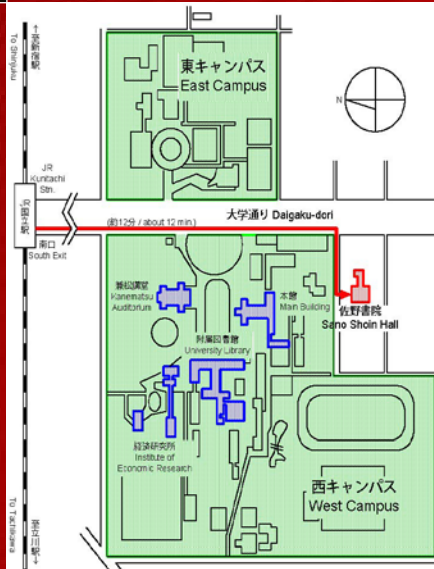 ←至新宿駅
To Shinjuku
東キャンパス
East Campus
N
JR
Kunitachi
Stn.
国立駅
(約12分 / about 12 min.)
大学通り Daigaku-dori
南口
South Exit
兼松講堂
Kanematsu
Auditorium
本館
Main Building
佐野書院
Sano Shoin Hall
附属図書館
University Library
経済研究所
Institute of
Economic Research
西キャンパス
West Campus
To Tachikawa
至立川駅→